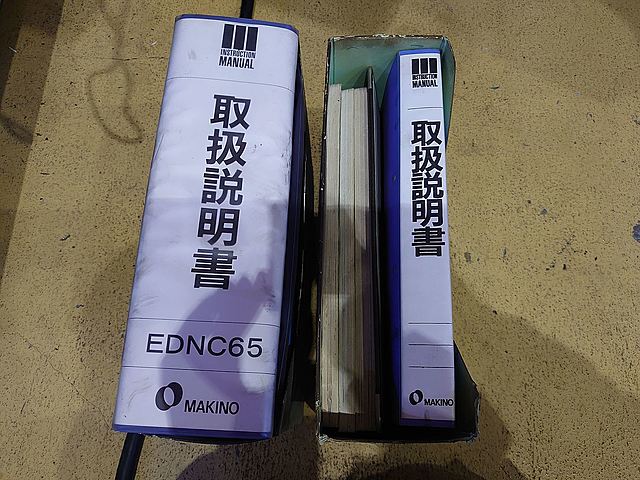 INSTRUCTION
MANUAL
取扱説明書
EDNC65
MAKINO
INSTRUCTION
MANUAL
取扱説明書
MAKINO